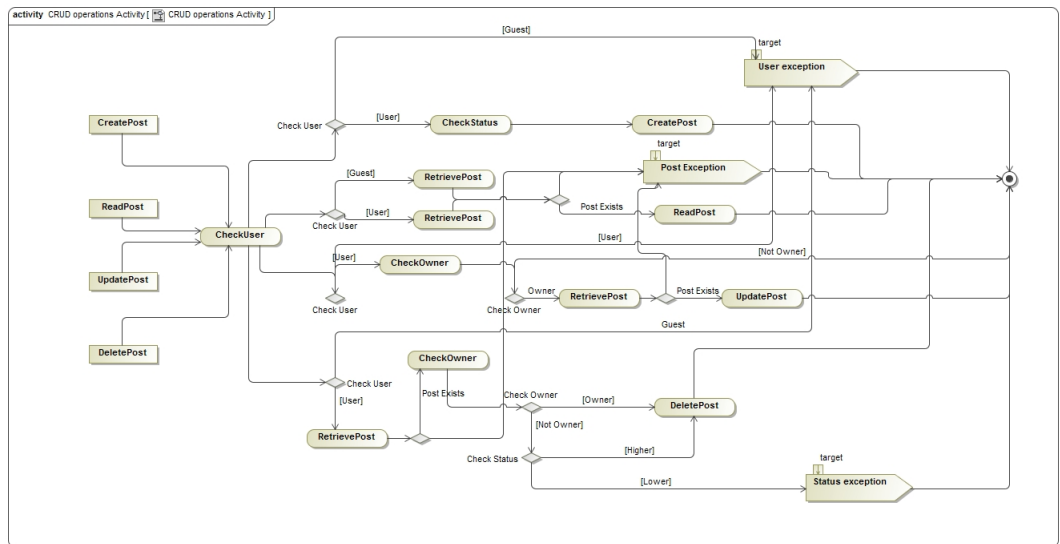 activity CRUD operations Activity [ CRUD operations Activity ]
[Guest]
target
User exception
CreatePost
Check User
[User]
CheckStatus
CreatePost
target
Post Exception
[Guest]
RetrievePost
ReadPost
[User]
RetrievePost
Post Exists
ReadPost
Check User
CheckUser
[User]
[Not Owner]
[User]
CheckOwner
UpdatePost
Owner
RetrievePost
Post Exists
UpdatePost
Check User
Check Owner
Guest
DeletePost
CheckOwner
Check User
Post Exists
Check Owner
[User]
[Owner]
DeletePost
[Not Owner]
RetrievePost
Check Status
[Higher]
target
[Lower]
Status exception